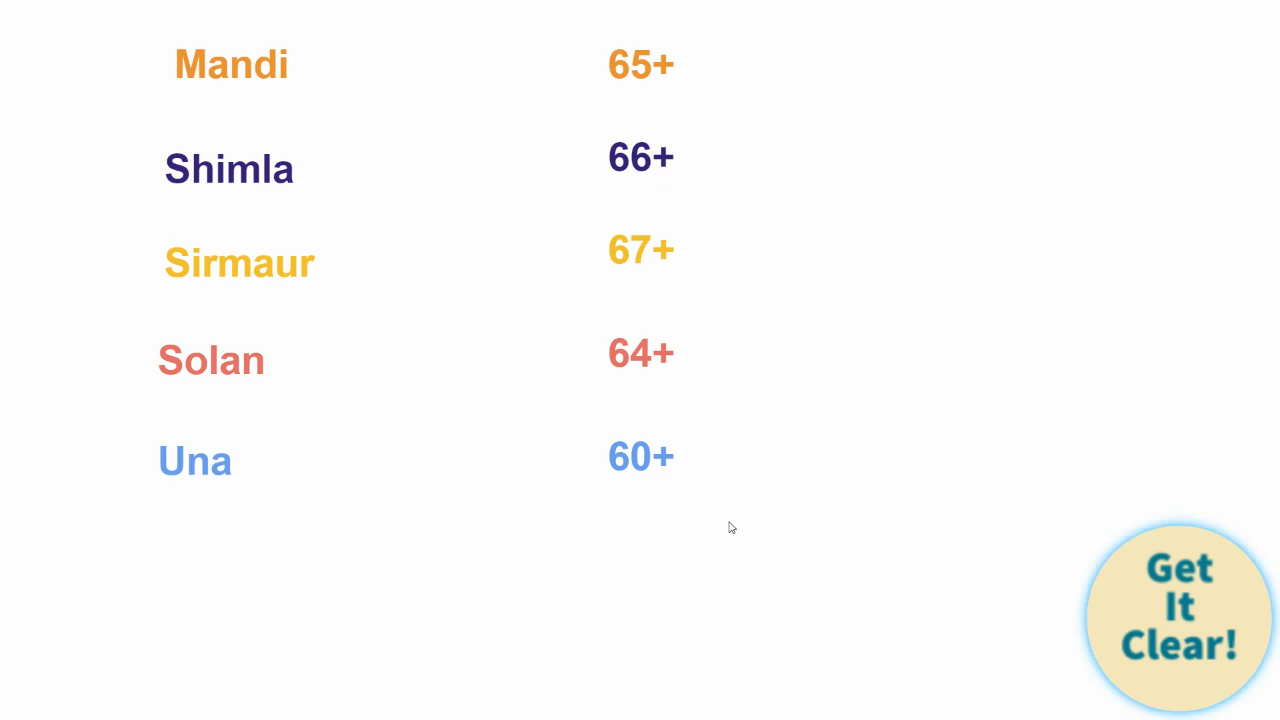 Mandi 65+
Shimla 66+
Sirmaur 67+
Solan 64+
Una 60+
Get
It
Clear!